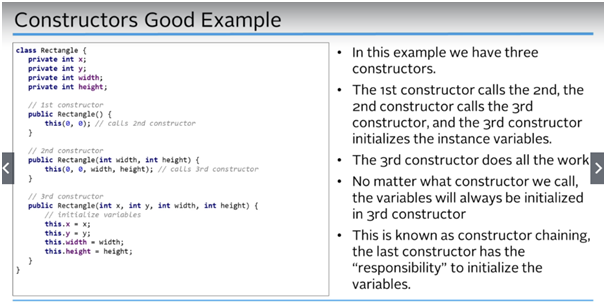 Constructors Good Example
class Rectangle {
private int x;
private int y;
private int width;
private int height;
// 1st constructor
public Rectangle() {
this(0, 0); // calls 2nd constructor
}
// 2nd constructor
public Rectangle(int width, int height) {
this(0, 0, width, height); // calls 3rd constructor
}
// 3rd constructor
public Rectangle(int x, int y, int width, int height) {
// initialize variables
this.x = x;
this.y = y;
this.width = width;
this.height = height;
}
}
• In this example we have three
constructors.
• The 1st constructor calls the 2nd, the
2nd constructor calls the 3rd
constructor, and the 3rd constructor
initializes the instance variables.
• The 3rd constructor does all the work
• No matter what constructor we call,
the variables will always be initialized
in 3rd constructor
• This is known as constructor chaining,
the last constructor has the
“responsibility” to initialize the
variables.